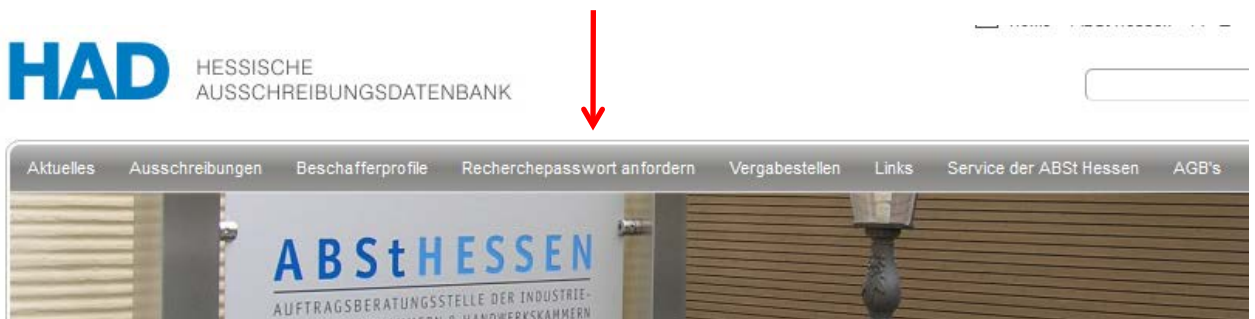 HAD HESSISCHE
AUSSCHREIBUNGSDATENBANK
Aktuelles Ausschreibungen Beschafferprofile Recherchepasswort anfordern Vergabestellen Links Service der ABSt Hessen AGB's
ABStHESSEN
AUFTRAGSBERATUNGSSTELLE DER INDUSTRIE-
HANDWERKSKAMMERN